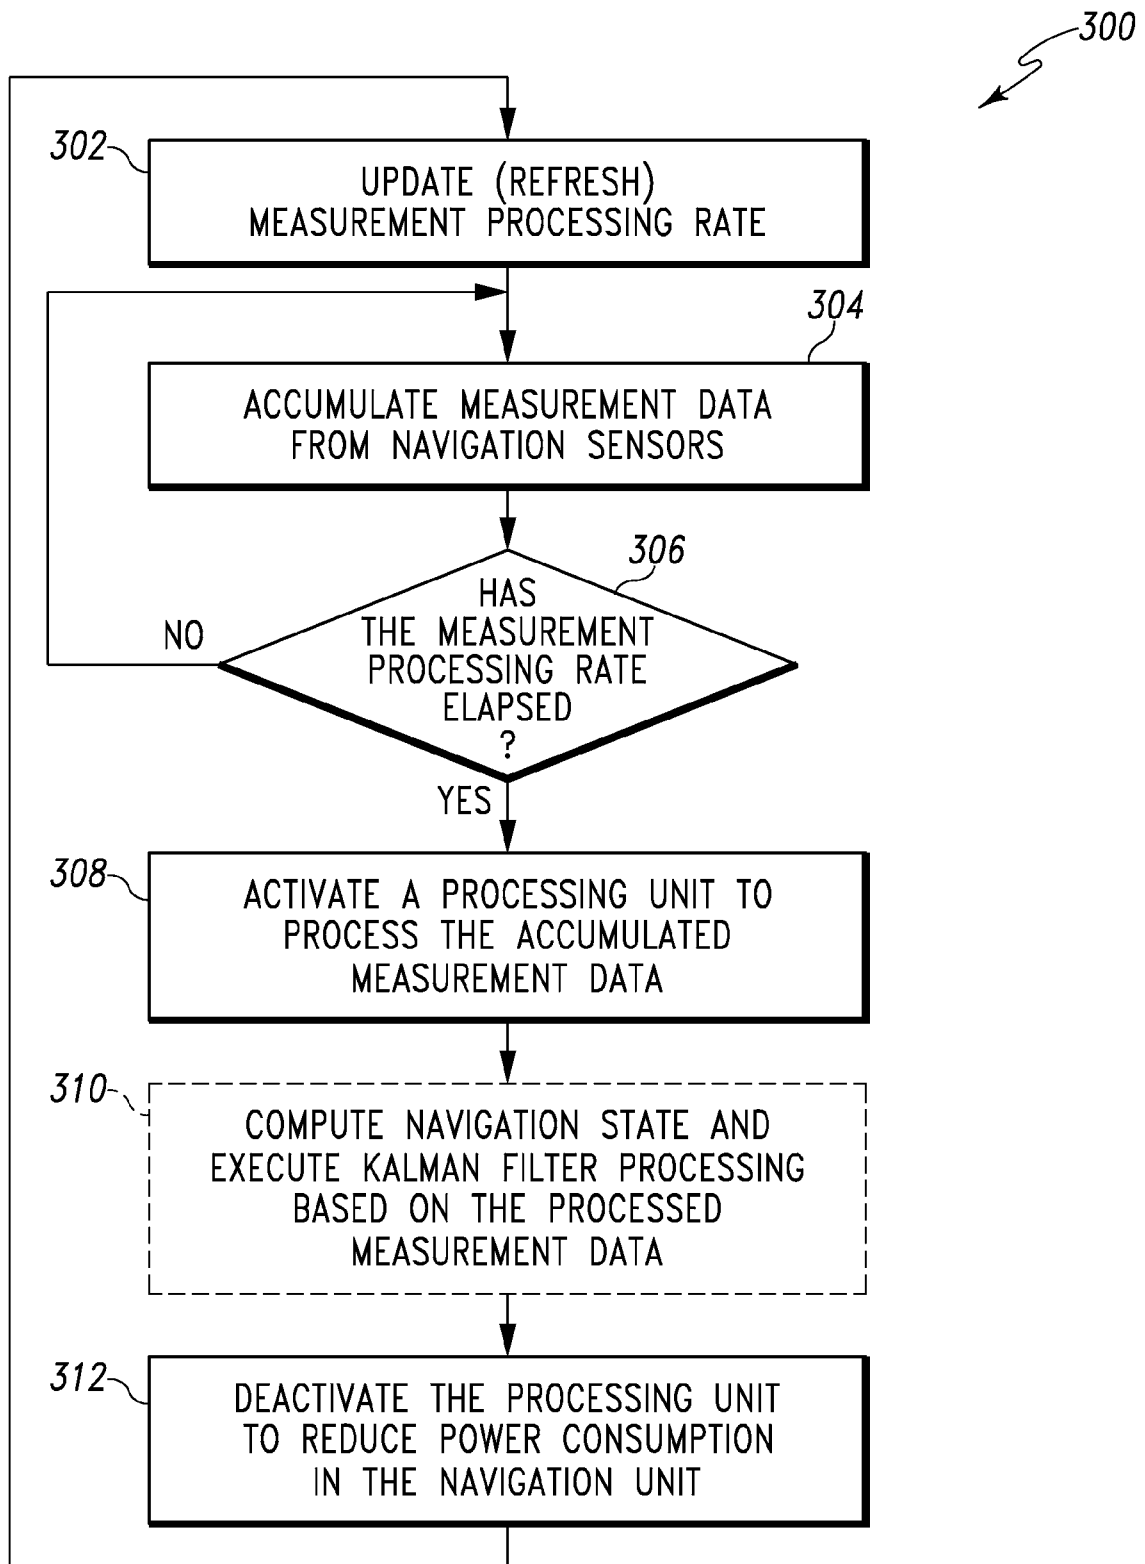 300
302
UPDATE (REFRESH)
MEASUREMENT PROCESSING RATE
304
ACCUMULATE MEASUREMENT DATA
FROM NAVIGATION SENSORS
306
HAS
THE MEASUREMENT
PROCESSING RATE
ELAPSED
?
NO
YES
308
ACTIVATE A PROCESSING UNIT TO
PROCESS THE ACCUMULATED
MEASUREMENT DATA
310
COMPUTE NAVIGATION STATE AND
EXECUTE KALMAN FILTER PROCESSING
BASED ON THE PROCESSED
MEASUREMENT DATA
312
DEACTIVATE THE PROCESSING UNIT
TO REDUCE POWER CONSUMPTION
IN THE NAVIGATION UNIT